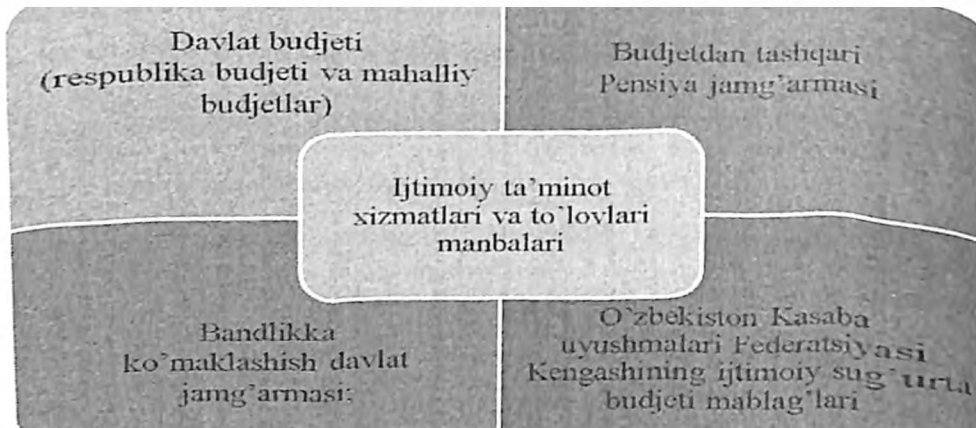 Davlat budjeti
(respublika budjeti va mahalliy
budjetlar)
Budjetdan tashqari
Pensiya jamg’armasi
Ijtimoiy ta’minot
xizmatlari va to`lovlari
manbalari
Bandlikka
ko’maklashish davlat
jamg’armasi;
O’zbekiston Kasaba
uyushmalari Federatsiyasi
Kengashining ijtimoiy sug’urta
budjeti mablag’lari